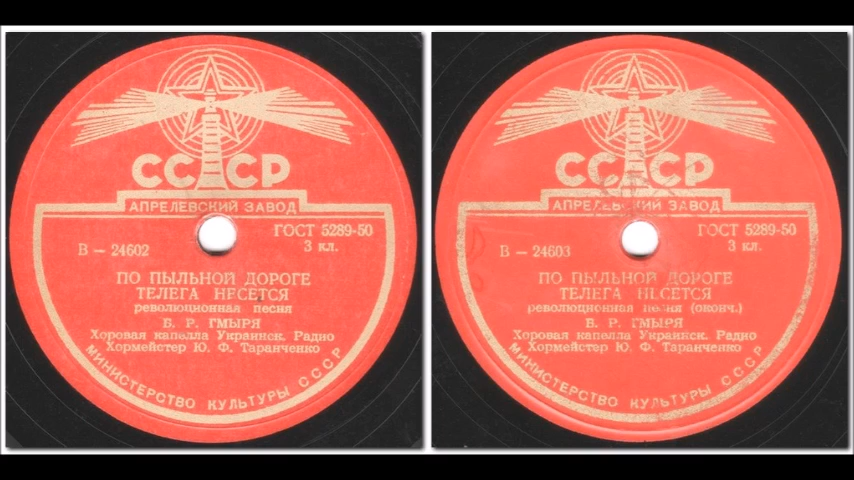 СССР
АПРЕЛЕВСКИЙ ЗАВОД
ГОСТ 5289-50
В — 24602
3 кл.
ПО ПЫЛЬНОЙ ДОРОГЕ
ТЕЛЕГА НЕСЕТСЯ
революционная песня
Б. Р. ГМЫРЯ
Хоровая капелла Украинск. Радио
Хормейстер Ю. Ф. Таранченко
МИНИСТЕРСТВО КУЛЬТУРЫ СССР
СССР
АПРЕЛЕВСКИЙ ЗАВОД
ГОСТ 5289-50
В — 24603
3 кл.
ПО ПЫЛЬНОЙ ДОРОГЕ
ТЕЛЕГА НЕСЕТСЯ
революционная песня (оконч.)
Б. Р. ГМЫРЯ
Хоровая капелла Украинск. Радио
Хормейстер Ю. Ф. Таранченко
МИНИСТЕРСТВО КУЛЬТУРЫ СССР